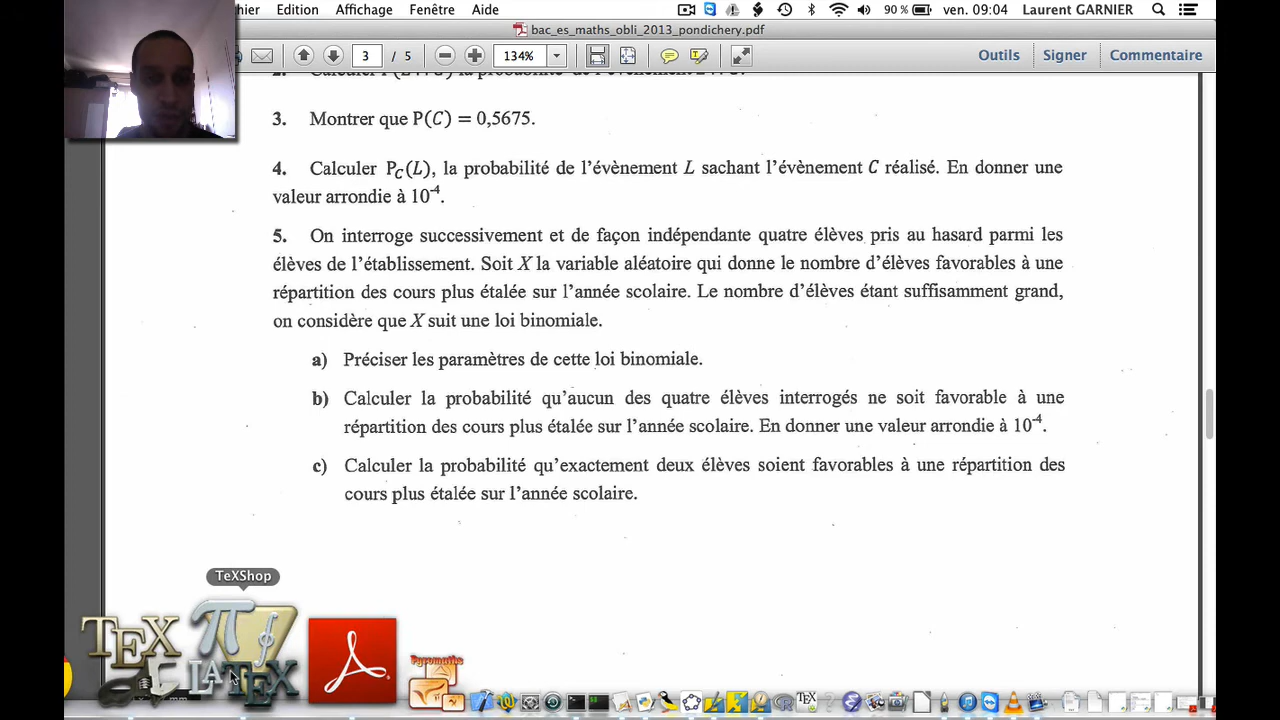 hier Edition Affichage Fenêtre Aide 90 % ven. 09:04 Laurent GARNIER
bac_es_maths_obli_2013_pondichery.pdf
3 / 5 134% Outils Signer Commentaire
3. Montrer que P(C) = 0,5675.
4. Calculer P_C(L), la probabilité de l’évènement L sachant l’évènement C réalisé. En donner une
valeur arrondie à 10⁻⁴.
5. On interroge successivement et de façon indépendante quatre élèves pris au hasard parmi les
élèves de l’établissement. Soit X la variable aléatoire qui donne le nombre d’élèves favorables à une
répartition des cours plus étalée sur l’année scolaire. Le nombre d’élèves étant suffisamment grand,
on considère que X suit une loi binomiale.
a) Préciser les paramètres de cette loi binomiale.
b) Calculer la probabilité qu’aucun des quatre élèves interrogés ne soit favorable à une
répartition des cours plus étalée sur l’année scolaire. En donner une valeur arrondie à 10⁻⁴.
c) Calculer la probabilité qu’exactement deux élèves soient favorables à une répartition des
cours plus étalée sur l’année scolaire.
TeXShop
TEX
LATEX
Pyromaths
TEX